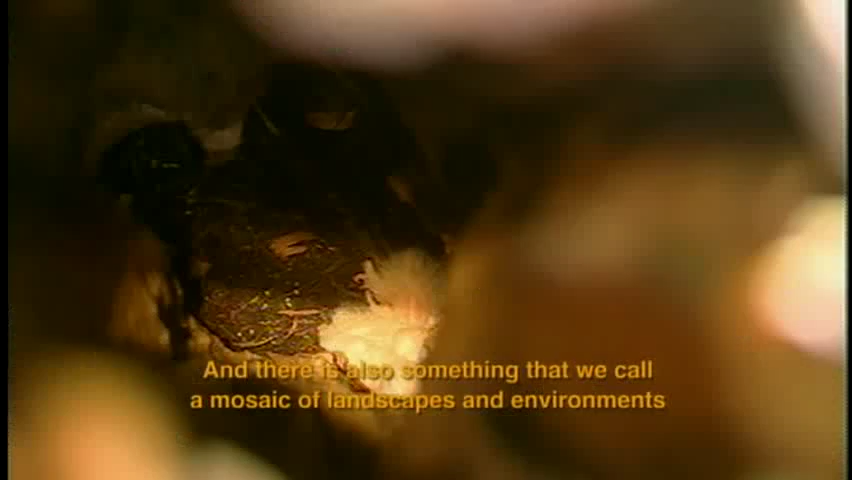 And there is also something that we call
a mosaic of landscapes and environments